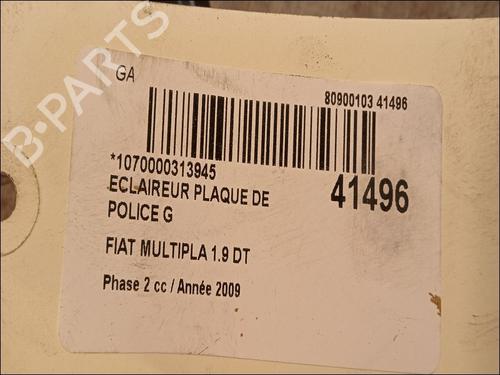 GA
80900103 41496
*1070000313945
ECLAIREUR PLAQUE DE
POLICE G
41496
FIAT MULTIPLA 1.9 DT
Phase 2 cc / Année 2009
B-PARTS